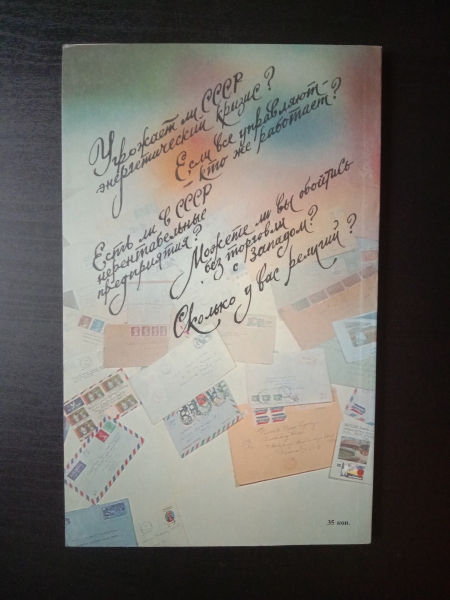 Угрожает ли СССР
энергетический кризис?
Если все управляют –
– кто же работает?
Есть ли в СССР
нерентабельные
предприятия?
Можете ли вы обойтись
без торговли
с Западом?
Сколько у вас религий?
35 коп.